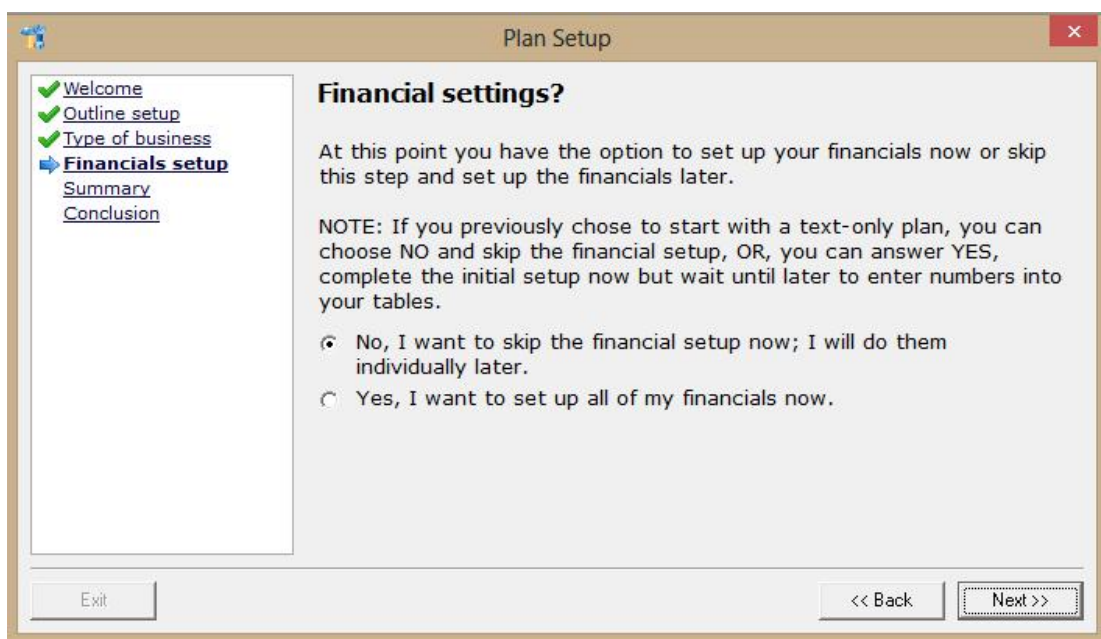 Plan Setup
Welcome
Outline setup
Type of business
Financials setup
Summary
Conclusion
Financial settings?
At this point you have the option to set up your financials now or skip
this step and set up the financials later.
NOTE: If you previously chose to start with a text-only plan, you can
choose NO and skip the financial setup, OR, you can answer YES,
complete the initial setup now but wait until later to enter numbers into
your tables.
No, I want to skip the financial setup now; I will do them
individually later.
Yes, I want to set up all of my financials now.
Exit
<< Back
Next >>